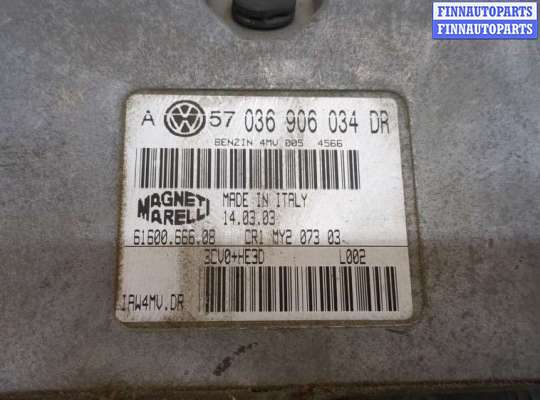 FINNAUTOPARTS
FINNAUTOPARTS
A 57 036 906 034 DR
BENZIN 4MV 005 4566
MAGNETI MARELLI
MADE IN ITALY
14.03.03
61600.666.08 CR1 MY2 073 03
3CV0+HE3D L002
IAW4MV.DR